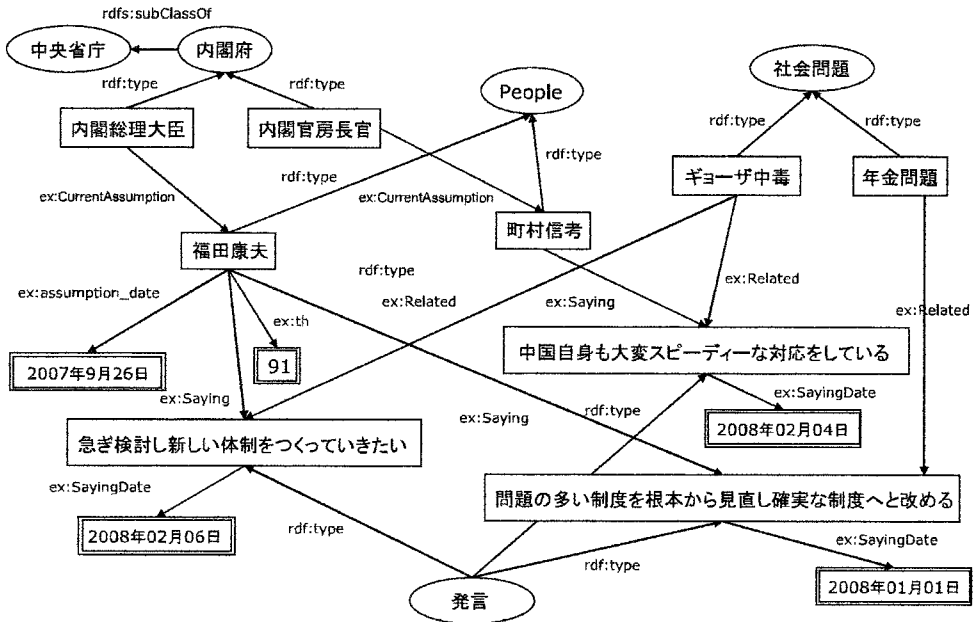 rdfs:subClassOf
中央省庁
内閣府
社会問題
rdf:type
rdf:type
People
rdf:type
rdf:type
内閣総理大臣
内閣官房長官
rdf:type
rdf:type
ギョーザ中毒
年金問題
ex:CurrentAssumption
ex:CurrentAssumption
町村信考
福田康夫
rdf:type
ex:assumption_date
ex:Related
ex:Saying
ex:Related
ex:th
ex:Related
中国自身も大変スピーディーな対応をしている
2007年9月26日
91
ex:Saying
ex:Saying
rdf:type
ex:SayingDate
2008年02月04日
急ぎ検討し新しい体制をつくっていきたい
ex:SayingDate
問題の多い制度を根本から見直し確実な制度へと改める
2008年02月06日
rdf:type
ex:SayingDate
rdf:type
2008年01月01日
発言